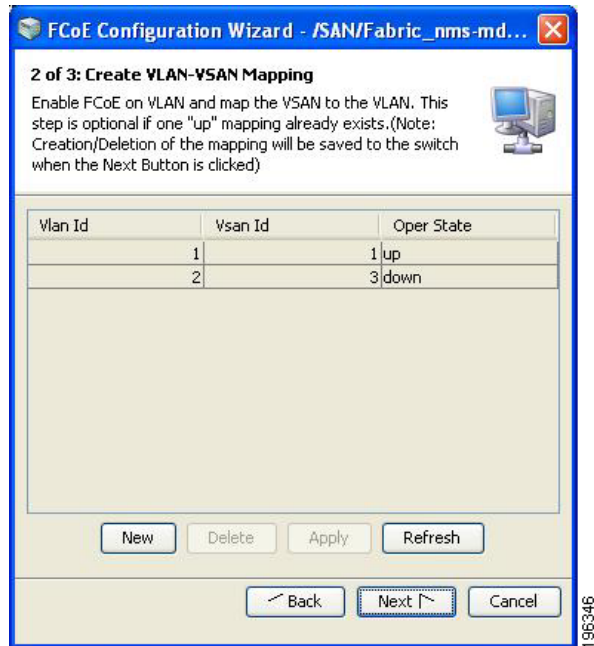 FCoE Configuration Wizard - /SAN/Fabric_nms-md...
2 of 3: Create VLAN-VSAN Mapping
Enable FCoE on VLAN and map the VSAN to the VLAN. This
step is optional if one "up" mapping already exists.(Note:
Creation/Deletion of the mapping will be saved to the switch
when the Next Button is clicked)
Vlan Id Vsan Id Oper State
1 1 up
2 3 down
New Delete Apply Refresh
Back Next Cancel
196346